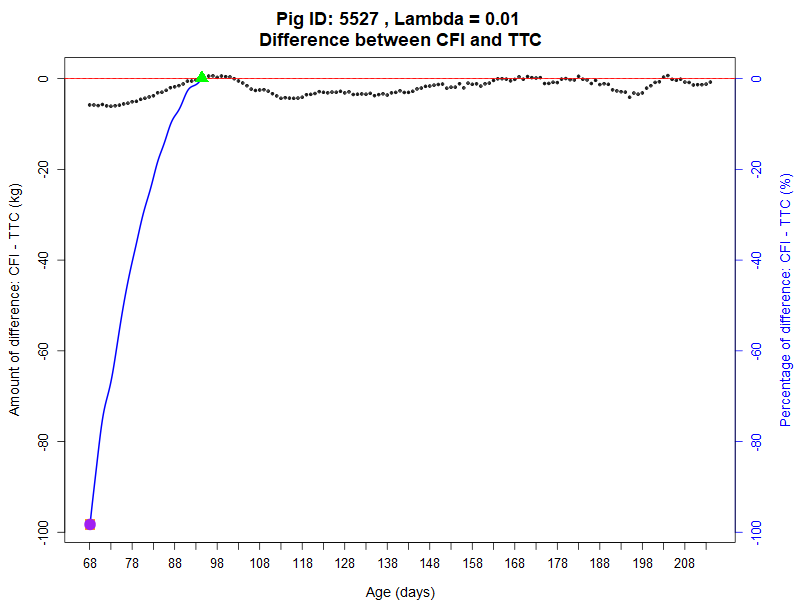 Pig ID: 5527 , Lambda = 0.01
Difference between CFI and TTC
Amount of difference: CFI - TTC (kg)
0
-20
-40
-60
-80
-100
0
-20
-40
-60
-80
-100
Percentage of difference: CFI - TTC (%)
68 78 88 98 108 118 128 138 148 158 168 178 188 198 208
Age (days)